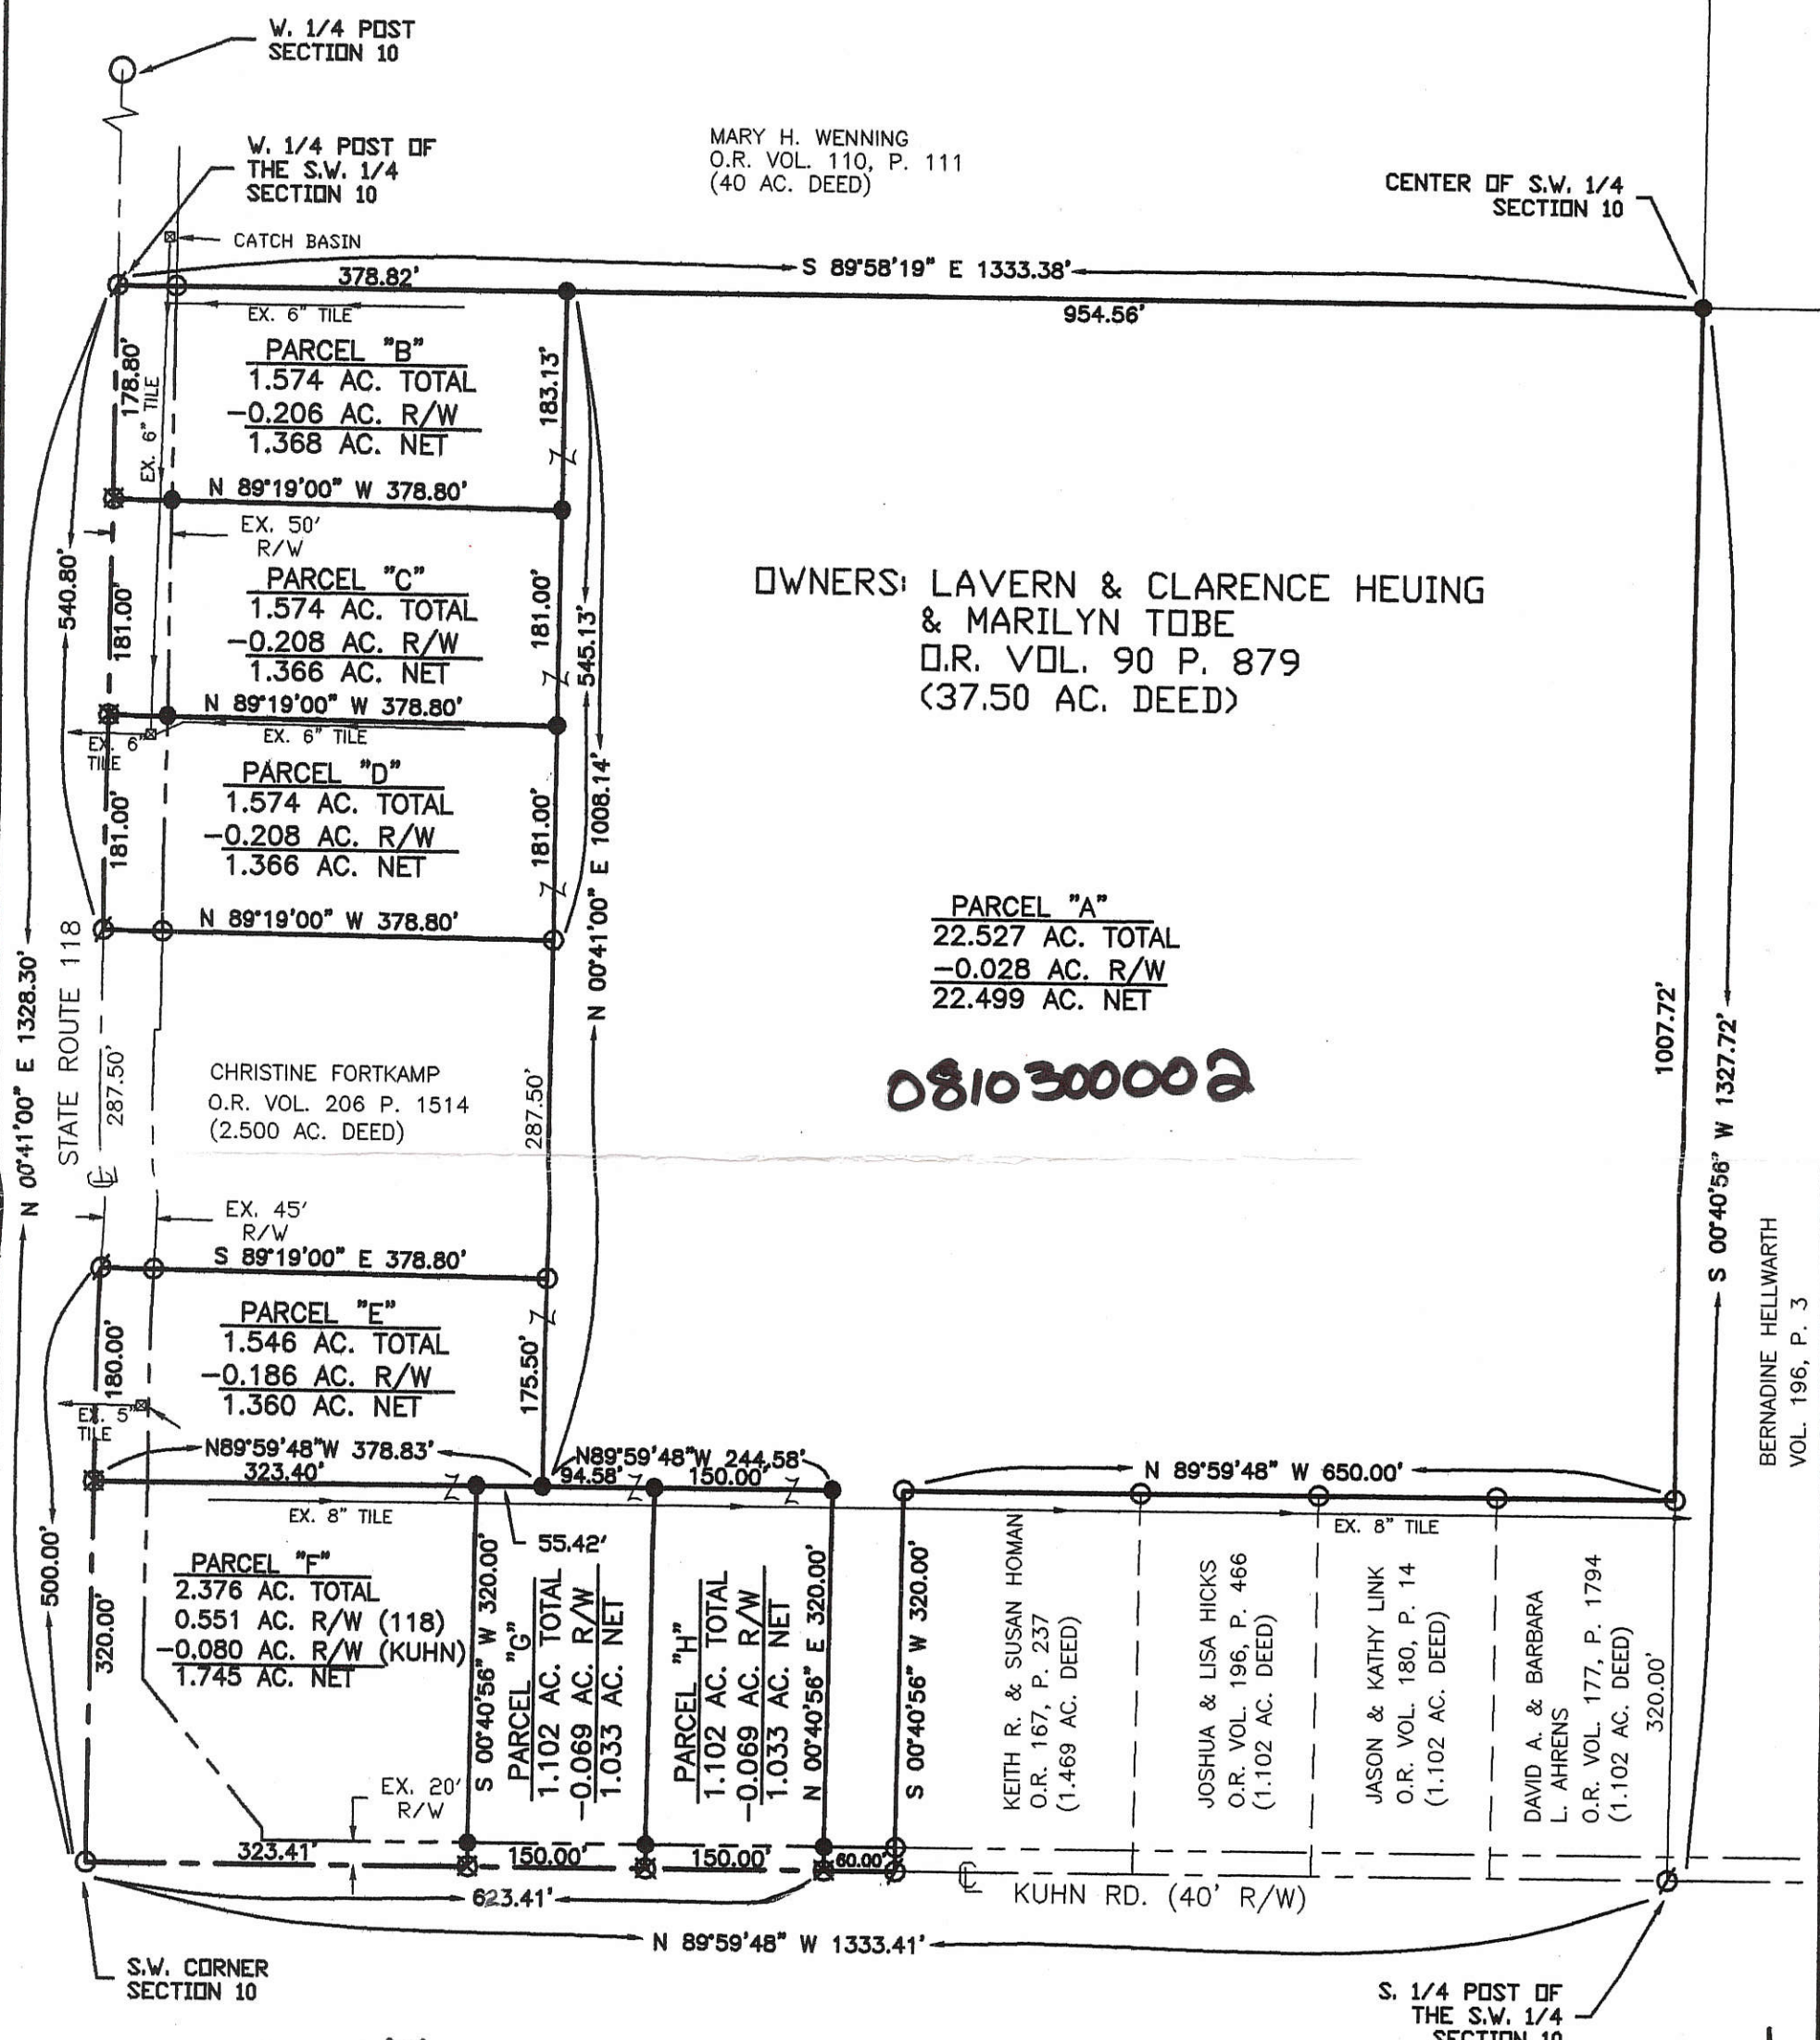 W. 1/4 POST
SECTION 10
W. 1/4 POST OF
THE S.W. 1/4
SECTION 10
MARY H. WENNING
O.R. VOL. 110, P. 111
(40 AC. DEED)
CENTER OF S.W. 1/4
SECTION 10
CATCH BASIN
S 89°58'19" E 1333.38'
378.82'
954.56'
EX. 6" TILE
PARCEL "B"
1.574 AC. TOTAL
-0.206 AC. R/W
1.368 AC. NET
178.80'
EX. 6" TILE
183.13'
N 89°19'00" W 378.80'
EX. 50'
R/W
540.80'
PARCEL "C"
1.574 AC. TOTAL
-0.208 AC. R/W
1.366 AC. NET
181.00'
181.00'
545.13'
N 89°19'00" W 378.80'
EX. 6" TILE
EX. 6"
TILE
OWNERS: LAVERN & CLARENCE HEUING
& MARILYN TOBE
O.R. VOL. 90 P. 879
(37.50 AC. DEED)
PARCEL "D"
1.574 AC. TOTAL
-0.208 AC. R/W
1.366 AC. NET
181.00'
181.00'
N 00°41'00" E 1008.14'
N 89°19'00" W 378.80'
PARCEL "A"
22.527 AC. TOTAL
-0.028 AC. R/W
22.499 AC. NET
0810300002
N 00°41'00" E 1328.30'
STATE ROUTE 118
287.50'
CHRISTINE FORTKAMP
O.R. VOL. 206 P. 1514
(2.500 AC. DEED)
287.50'
1007.72'
S 00°40'56" W 1327.72'
BERNADINE HELLWARTH
VOL. 196, P. 3
EX. 45'
R/W
S 89°19'00" E 378.80'
PARCEL "E"
1.546 AC. TOTAL
-0.186 AC. R/W
1.360 AC. NET
180.00'
175.50'
EX. 5"
TILE
N89°59'48"W 378.83'
323.40'
N89°59'48"W 244.58'
94.58'
150.00'
N 89°59'48" W 650.00'
EX. 8" TILE
EX. 8" TILE
55.42'
500.00'
320.00'
PARCEL "F"
2.376 AC. TOTAL
0.551 AC. R/W (118)
-0.080 AC. R/W (KUHN)
1.745 AC. NET
S 00°40'56" W 320.00'
PARCEL "G"
1.102 AC. TOTAL
-0.069 AC. R/W
1.033 AC. NET
PARCEL "H"
1.102 AC. TOTAL
-0.069 AC. R/W
1.033 AC. NET
N 00°40'56" E 320.00'
S 00°40'56" W 320.00'
KEITH R. & SUSAN HOMAN
O.R. 167, P. 237
(1.469 AC. DEED)
JOSHUA & LISA HICKS
O.R. VOL. 196, P. 466
(1.102 AC. DEED)
JASON & KATHY LINK
O.R. VOL. 180, P. 14
(1.102 AC. DEED)
DAVID A. & BARBARA
L. AHRENS
O.R. VOL. 177, P. 1794
(1.102 AC. DEED)
320.00'
EX. 20'
R/W
323.41'
150.00'
150.00'
60.00'
623.41'
KUHN RD. (40' R/W)
N 89°59'48" W 1333.41'
S.W. CORNER
SECTION 10
S. 1/4 POST OF
THE S.W. 1/4
SECTION 10